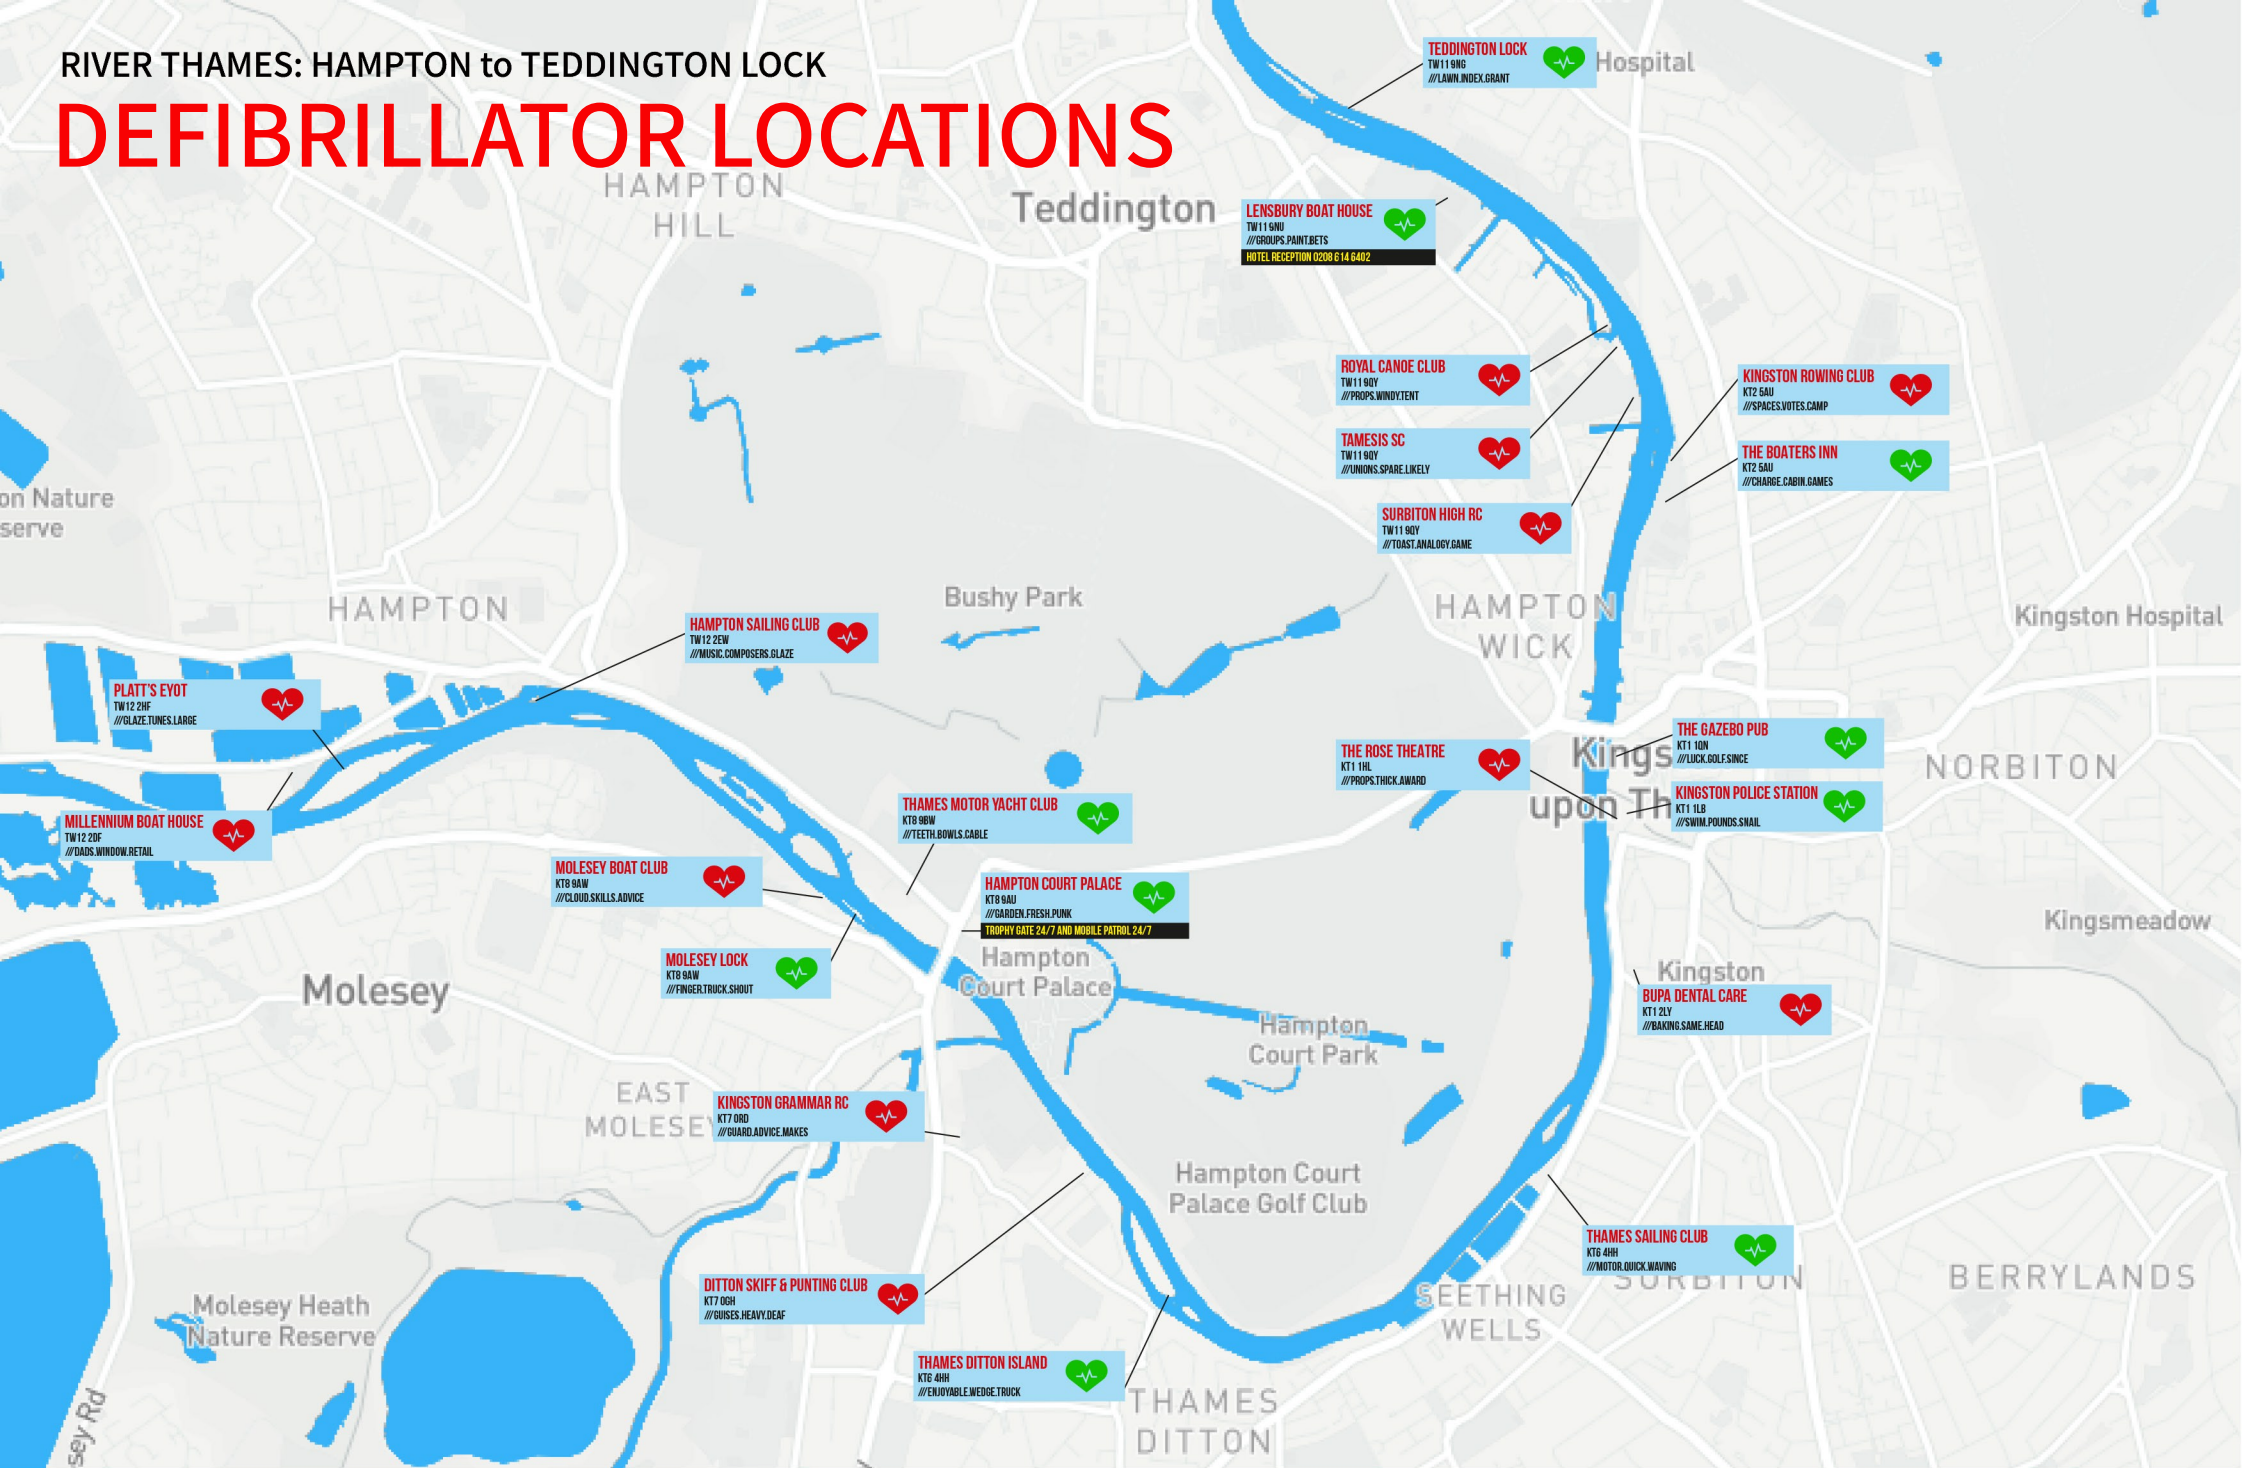 RIVER THAMES: HAMPTON to TEDDINGTON LOCK
DEFIBRILLATOR LOCATIONS
TEDDINGTON LOCK
TW11 9NG
///LAWN.INDEX.GRANT
Hospital
HAMPTON
HILL
Teddington
LENSBURY BOAT HOUSE
TW11 9NU
///GROUPS.PAINT.BETS
HOTEL RECEPTION 0208 614 6402
ROYAL CANOE CLUB
TW11 9QY
///PROPS.WINDY.TENT
KINGSTON ROWING CLUB
KT2 5AU
///SPACES.VOTES.CAMP
TAMESIS SC
TW11 9QY
///UNIONS.SPARE.LIKELY
THE BOATERS INN
KT2 5AU
///CHARGE.CABIN.GAMES
on Nature
serve
SURBITON HIGH RC
TW11 9QY
///TOAST.ANALOGY.GAME
Bushy Park
HAMPTON
HAMPTON
WICK
Kingston Hospital
HAMPTON SAILING CLUB
TW12 2EW
///MUSIC.COMPOSERS.GLAZE
PLATT'S EYOT
TW12 2HF
///GLAZE.TUNES.LARGE
THE ROSE THEATRE
KT1 1HL
///PROPS.THICK.AWARD
Kings
upon Th
THE GAZEBO PUB
KT1 1QN
///LUCK.GOLF.SINCE
NORBITON
KINGSTON POLICE STATION
KT1 1LB
///SWIM.POUNDS.SNAIL
MILLENNIUM BOAT HOUSE
TW12 2DF
///DADS.WINDOW.RETAIL
THAMES MOTOR YACHT CLUB
KT8 9BW
///TEETH.BOWLS.CABLE
MOLESEY BOAT CLUB
KT8 9AW
///CLOUD.SKILLS.ADVICE
HAMPTON COURT PALACE
KT8 9AU
///GARDEN.FRESH.PUNK
TROPHY GATE 24/7 AND MOBILE PATROL 24/7
Kingsmeadow
MOLESEY LOCK
KT8 9AW
///FINGER.TRUCK.SHOUT
Hampton
Court Palace
Molesey
Kingston
BUPA DENTAL CARE
KT1 2LY
///BAKING.SAME.HEAD
Hampton
Court Park
EAST
MOLESEY
KINGSTON GRAMMAR RC
KT7 0RD
///GUARD.ADVICE.MAKES
Hampton Court
Palace Golf Club
THAMES SAILING CLUB
KT6 4HH
///MOTOR.QUICK.WAVING
SURBITON
BERRYLANDS
DITTON SKIFF & PUNTING CLUB
KT7 0GH
///GUISES.HEAVY.DEAF
SEETHING
WELLS
Molesey Heath
Nature Reserve
THAMES DITTON ISLAND
KT6 4HH
///ENJOYABLE.WEDGE.TRUCK
THAMES
DITTON
sey Rd